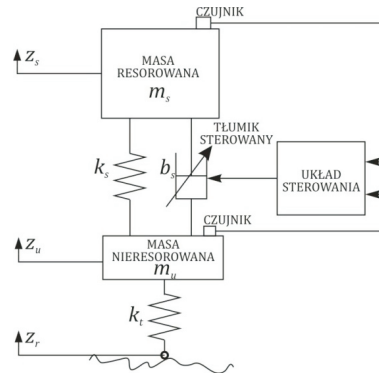 CZUJNIK
z_s
MASA
RESOROWANA
m_s
TŁUMIK
STEROWANY
k_s
b_s
UKŁAD
STEROWANIA
CZUJNIK
z_u
MASA
NIERESOROWANA
m_u
k_t
z_r